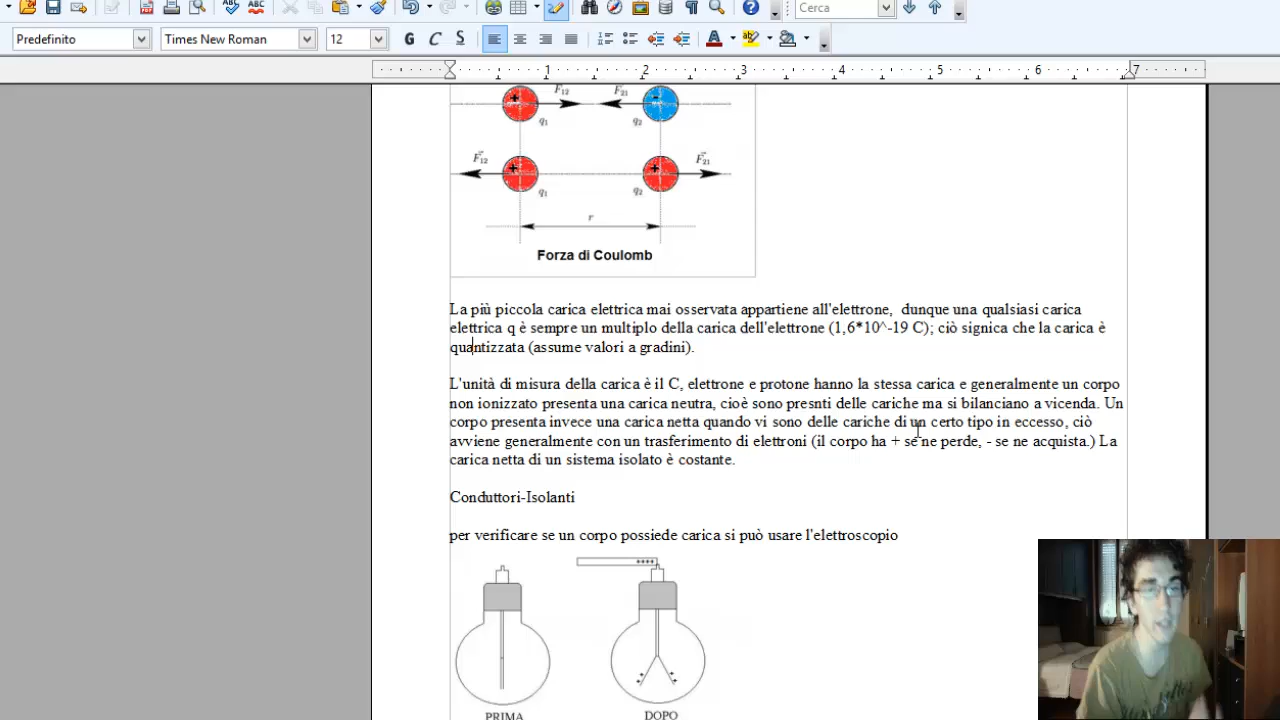 Cerca
Predefinito Times New Roman 12 G C S
1 2 3 4 5 6 7
F12 F21
+ -
q1 q2
F12 F21
+ +
q1 q2
r
Forza di Coulomb
La più piccola carica elettrica mai osservata appartiene all'elettrone, dunque una qualsiasi carica
elettrica q è sempre un multiplo della carica dell'elettrone (1,6*10^-19 C); ciò signica che la carica è
quantizzata (assume valori a gradini).
L'unità di misura della carica è il C, elettrone e protone hanno la stessa carica e generalmente un corpo
non ionizzato presenta una carica neutra, cioè sono presnti delle cariche ma si bilanciano a vicenda. Un
corpo presenta invece una carica netta quando vi sono delle cariche di un certo tipo in eccesso, ciò
avviene generalmente con un trasferimento di elettroni (il corpo ha + se ne perde, - se ne acquista.) La
carica netta di un sistema isolato è costante.
Conduttori-Isolanti
per verificare se un corpo possiede carica si può usare l'elettroscopio
PRIMA DOPO